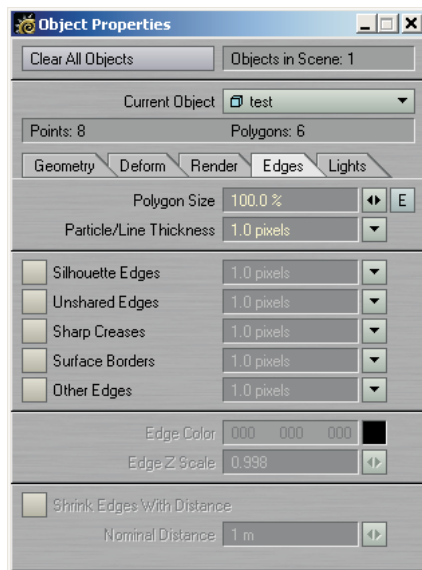 Object Properties
Clear All Objects Objects in Scene: 1
Current Object test
Points: 8 Polygons: 6
Geometry Deform Render Edges Lights
Polygon Size 100.0 % E
Particle/Line Thickness 1.0 pixels
Silhouette Edges 1.0 pixels
Unshared Edges 1.0 pixels
Sharp Creases 1.0 pixels
Surface Borders 1.0 pixels
Other Edges 1.0 pixels
Edge Color 000 000 000
Edge Z Scale 0.998
Shrink Edges With Distance
Nominal Distance 1 m